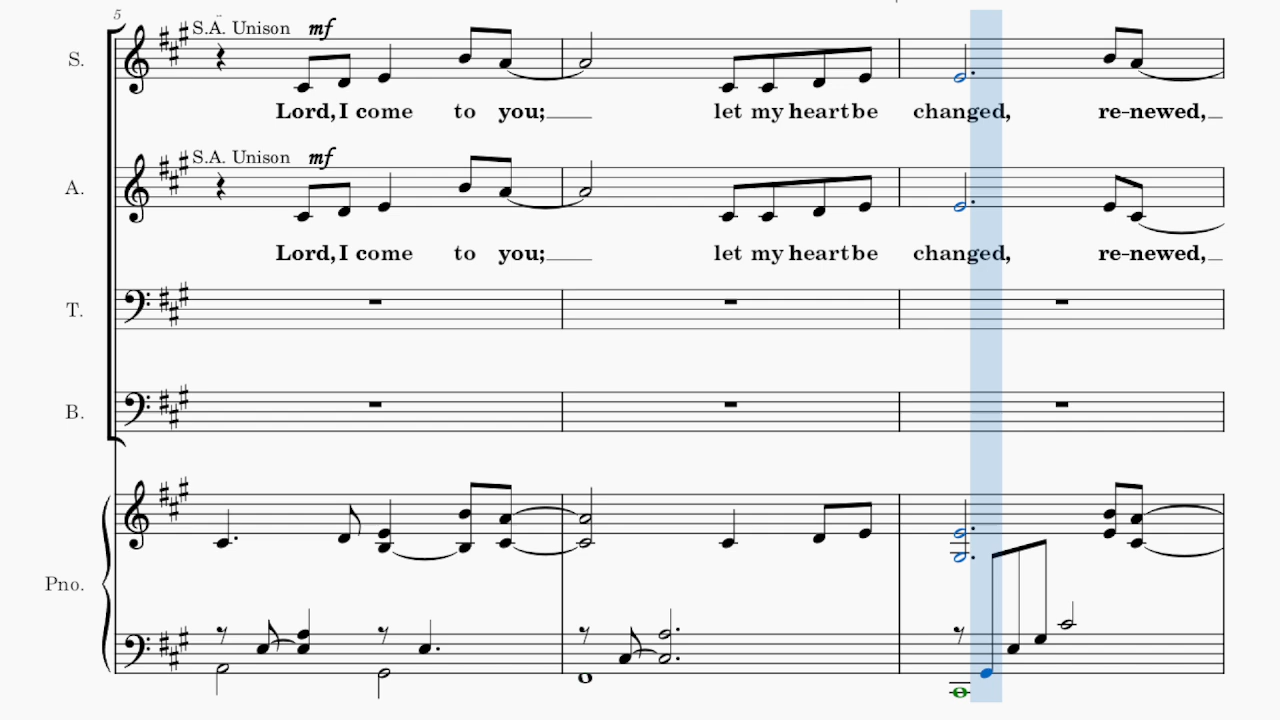 5
S.A. Unison mf
S.
Lord, I come to you; let my heart be changed, re-newed,
S.A. Unison mf
A.
Lord, I come to you; let my heart be changed, re-newed,
T.
B.
Pno.